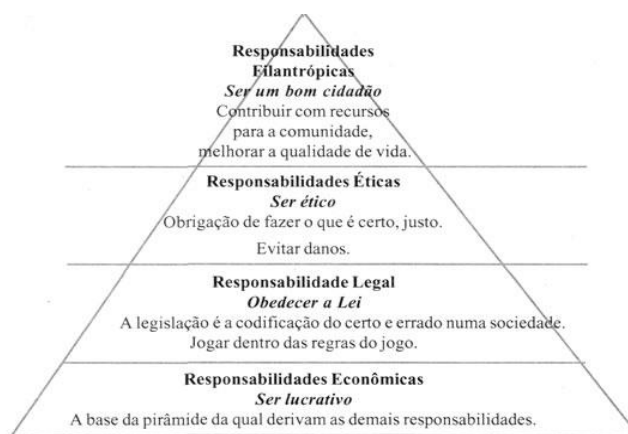 Responsabilidades
Filantrópicas
Ser um bom cidadão
Contribuir com recursos
para a comunidade,
melhorar a qualidade de vida.
Responsabilidades Éticas
Ser ético
Obrigação de fazer o que é certo, justo.
Evitar danos.
Responsabilidade Legal
Obedecer a Lei
A legislação é a codificação do certo e errado numa sociedade.
Jogar dentro das regras do jogo.
Responsabilidades Econômicas
Ser lucrativo
A base da pirâmide da qual derivam as demais responsabilidades.